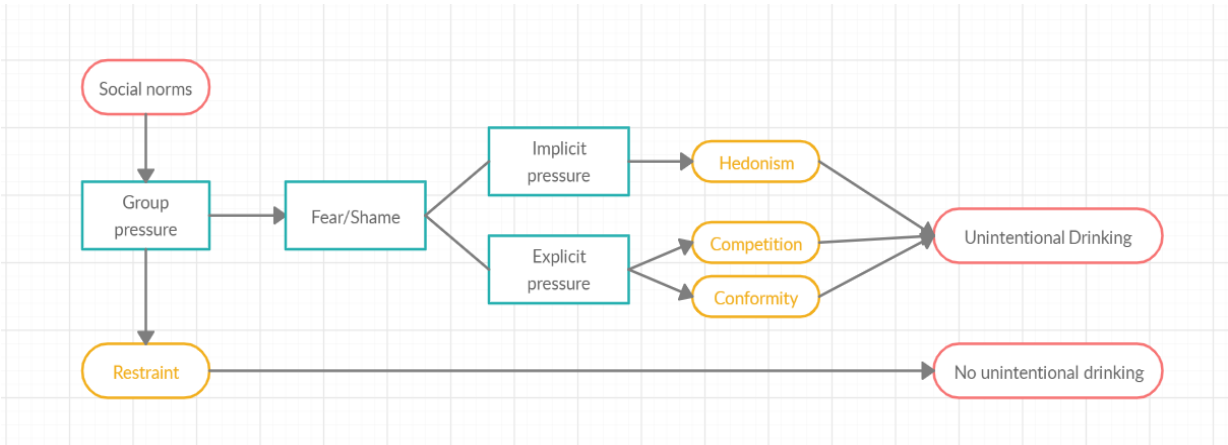 Social norms
Group
pressure
Fear/Shame
Implicit
pressure
Explicit
pressure
Hedonism
Competition
Conformity
Unintentional Drinking
Restraint
No unintentional drinking